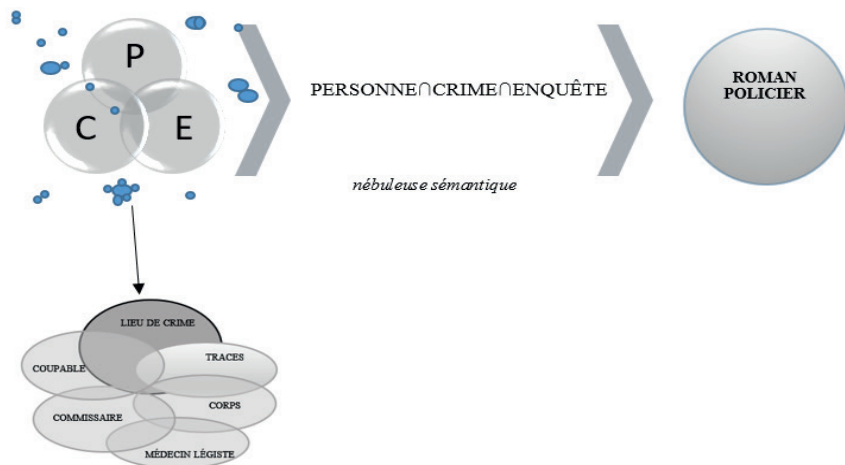 P
C
E
PERSONNE∩CRIME∩ENQUÊTE
nébuleuse sémantique
ROMAN
POLICIER
LIEU DE CRIME
COUPABLE
TRACES
COMMISSAIRE
CORPS
MÉDECIN LÉGISTE